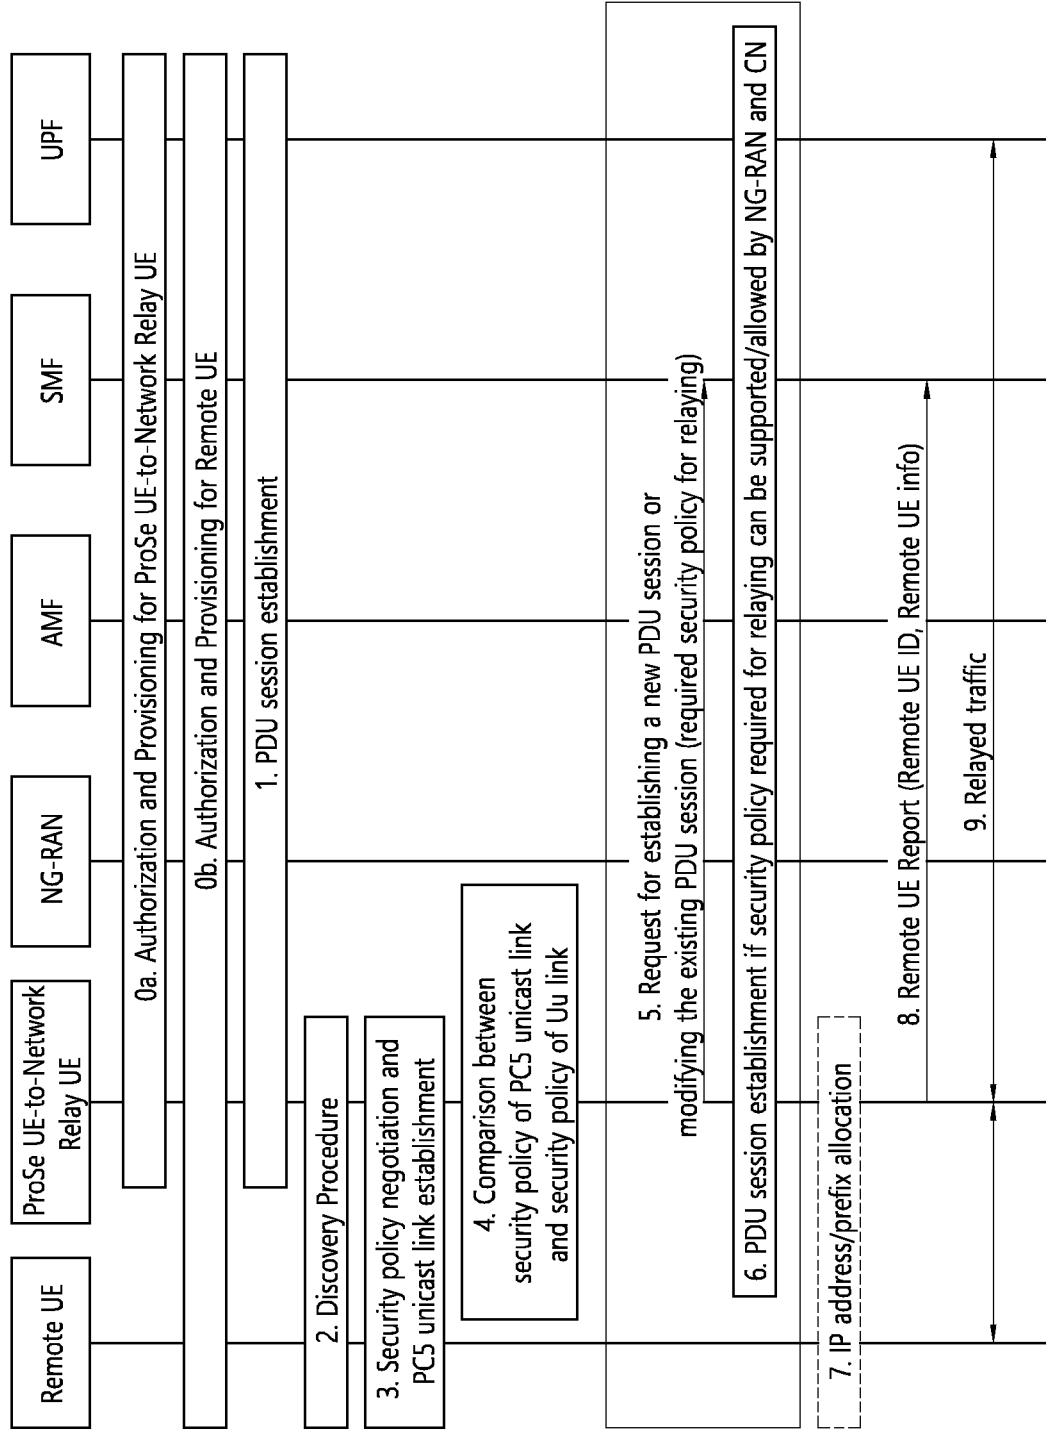 Remote UE
ProSe UE-to-Network
Relay UE
NG-RAN
AMF
SMF
UPF
0a. Authorization and Provisioning for ProSe UE-to-Network Relay UE
0b. Authorization and Provisioning for Remote UE
1. PDU session establishment
2. Discovery Procedure
3. Security policy negotiation and
PC5 unicast link establishment
4. Comparison between
security policy of PC5 unicast link
and security policy of Uu link
5. Request for establishing a new PDU session or
modifying the existing PDU session (required security policy for relaying)
6. PDU session establishment if security policy required for relaying can be supported/allowed by NG-RAN and CN
7. IP address/prefix allocation
8. Remote UE Report (Remote UE ID, Remote UE info)
9. Relayed traffic